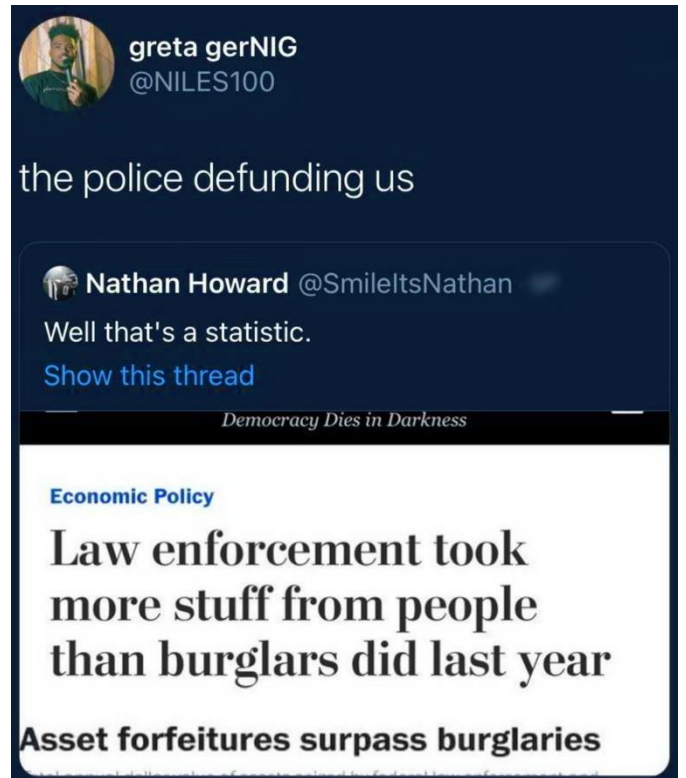 greta gerNIG
@NILES100
the police defunding us
Nathan Howard @SmileItsNathan
Well that's a statistic.
Show this thread
Democracy Dies in Darkness
Economic Policy
Law enforcement took
more stuff from people
than burglars did last year
Asset forfeitures surpass burglaries